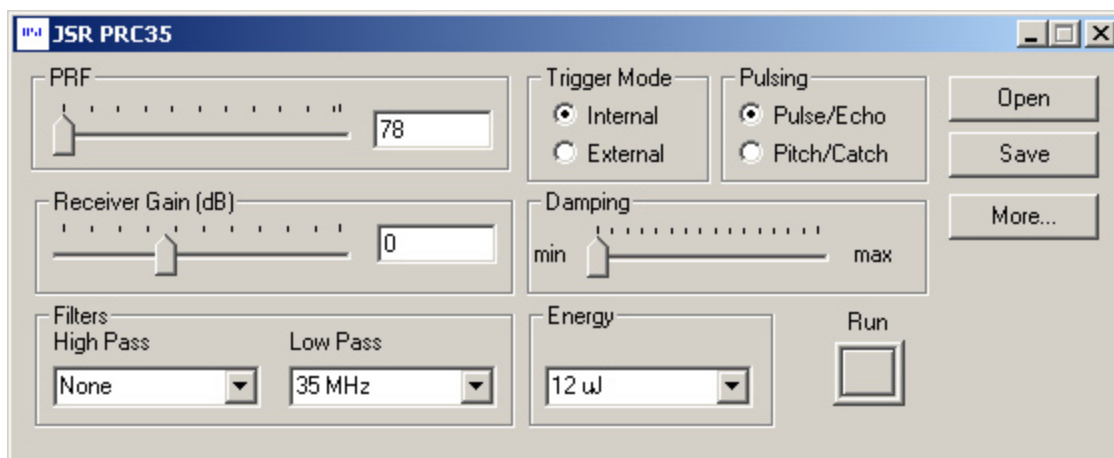 JSR PRC35
PRF
78
Trigger Mode
Internal
External
Pulsing
Pulse/Echo
Pitch/Catch
Open
Save
More...
Receiver Gain (dB)
0
Damping
min
max
Filters
High Pass
None
Low Pass
35 MHz
Energy
12 uJ
Run